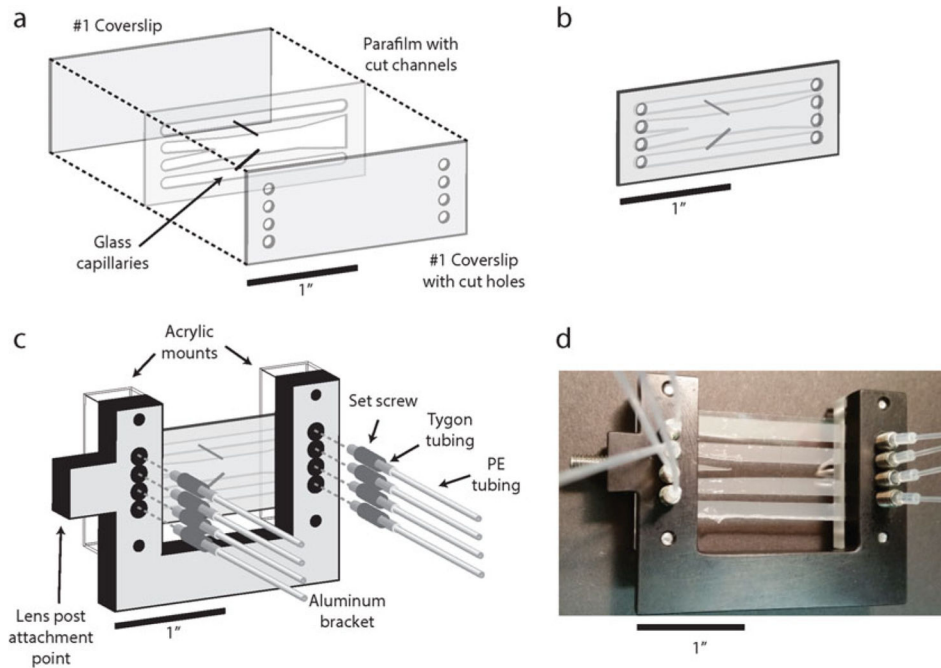 a
#1 Coverslip
Parafilm with
cut channels
Glass
capillaries
1”
#1 Coverslip
with cut holes
b
1”
c
Acrylic
mounts
Set screw
Tygon
tubing
PE
tubing
Lens post
attachment
point
1”
Aluminum
bracket
d
1”